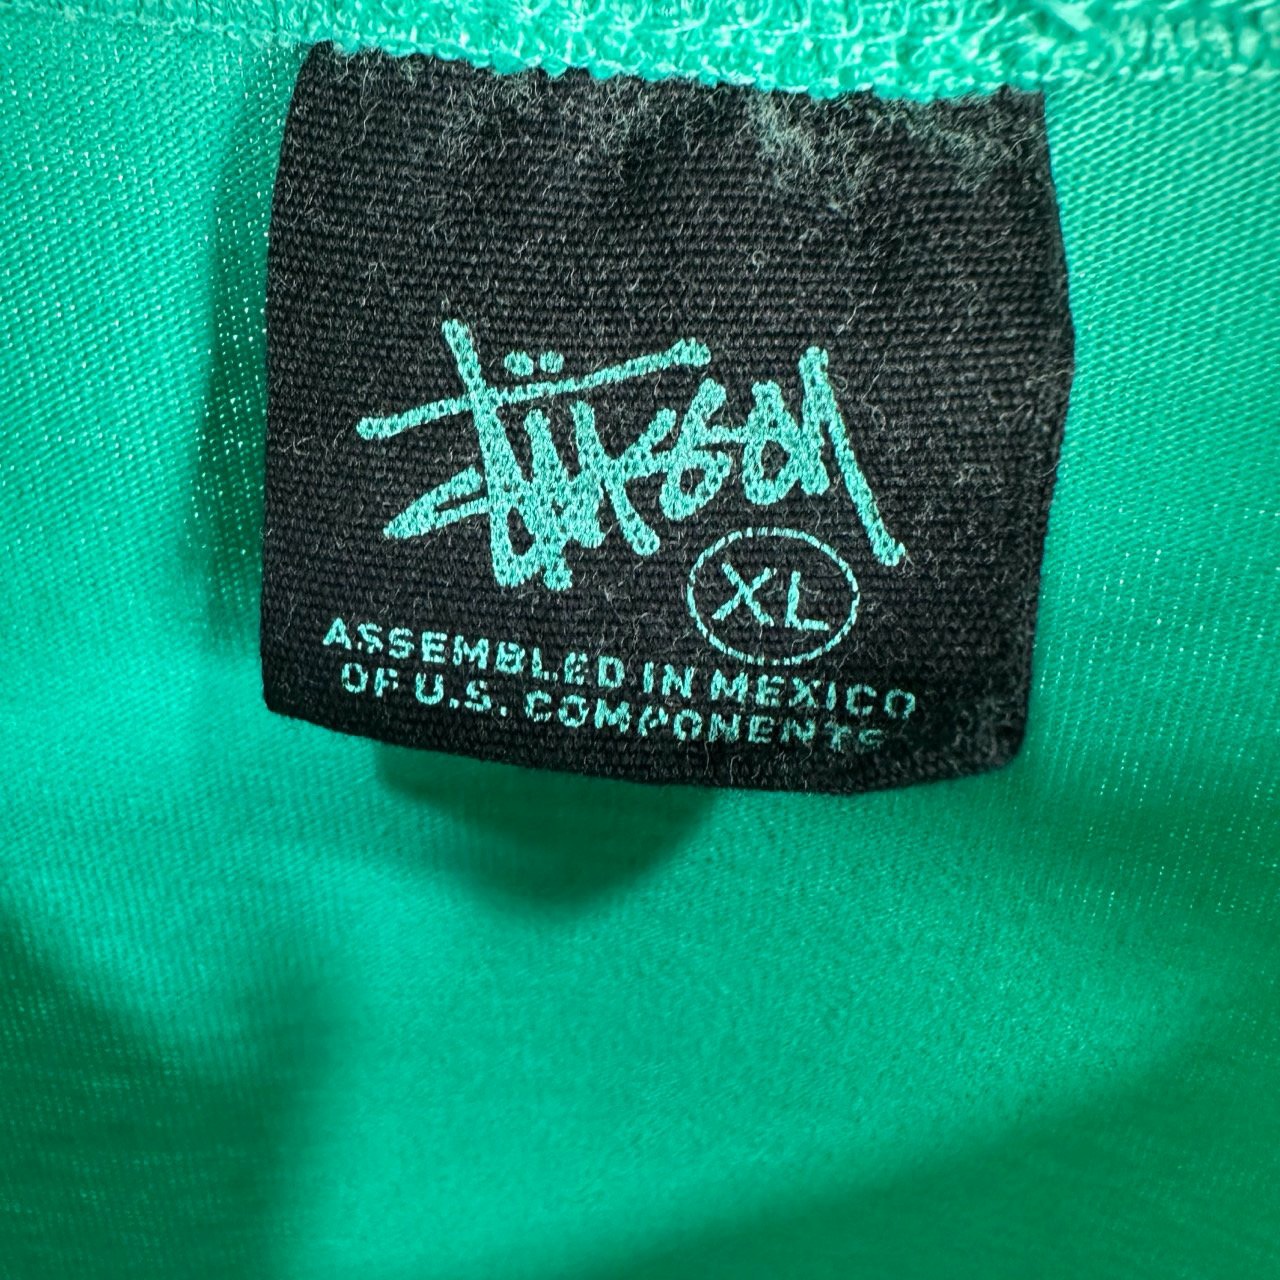 Stüssy
XL
ASSEMBLED IN MEXICO
OF U.S. COMPONENTS